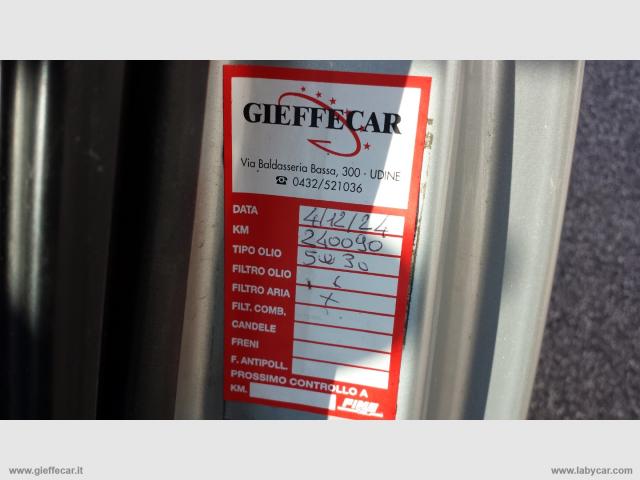 GIEFFECAR
Via Baldasseria Bassa, 300 - UDINE
☎ 0432/521036
DATA 4/12/24
KM 240090
TIPO OLIO 5w30
FILTRO OLIO
FILTRO ARIA x
FILT. COMB.
CANDELE
FRENI
F. ANTIPOLL.
PROSSIMO CONTROLLO A
KM.
www.gieffecar.it
www.labycar.com